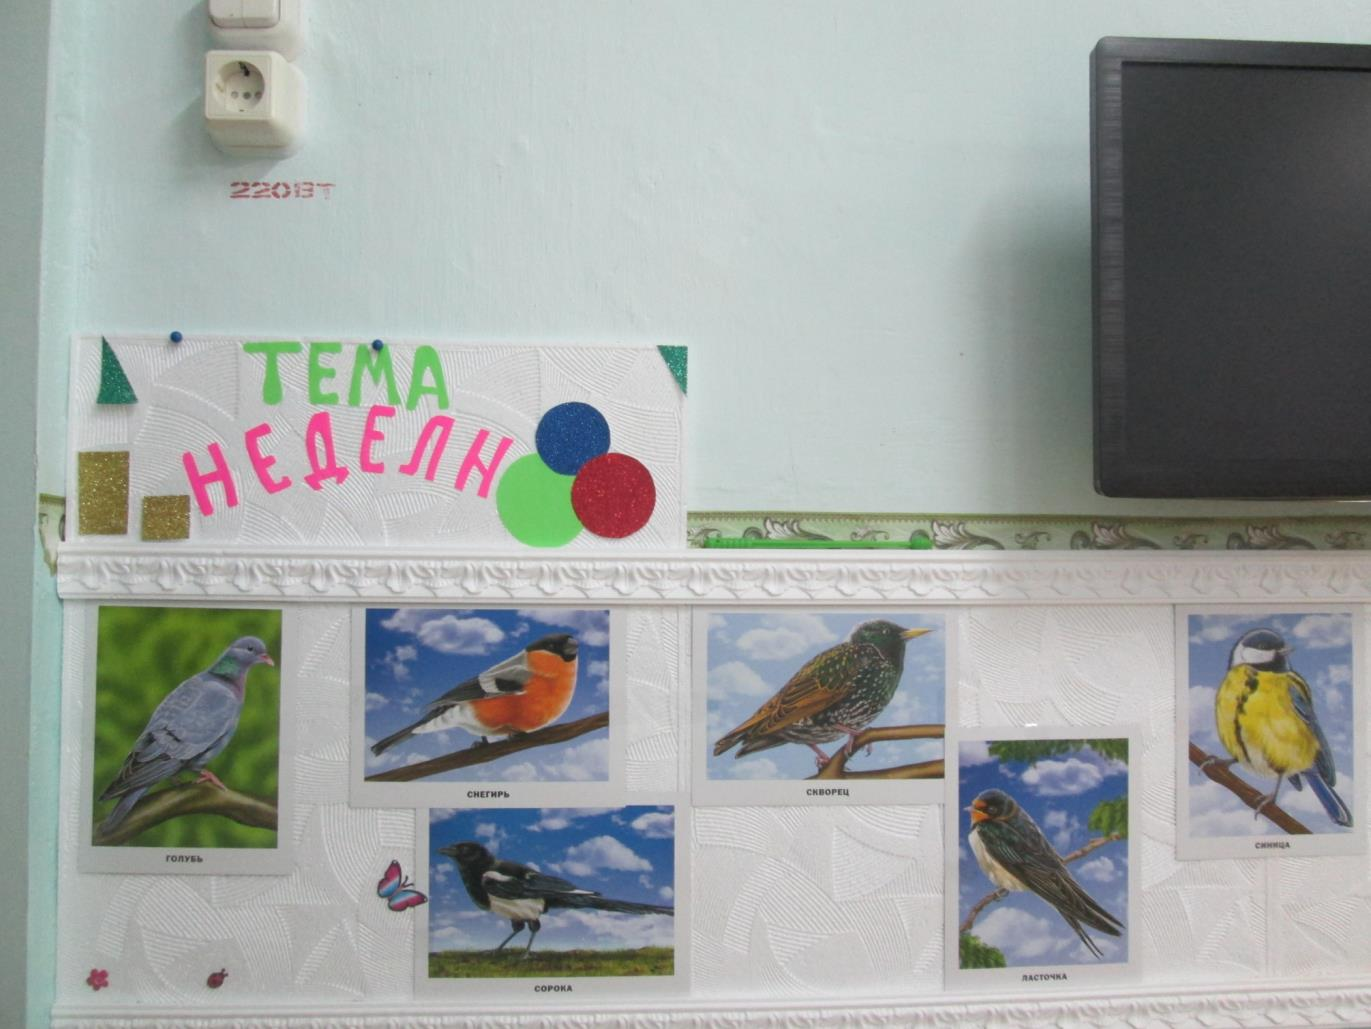 220ВТ
ТЕМА
НЕДЕЛИ
ГОЛУБЬ
СНЕГИРЬ
СКВОРЕЦ
СИНИЦА
СОРОКА
ЛАСТОЧКА